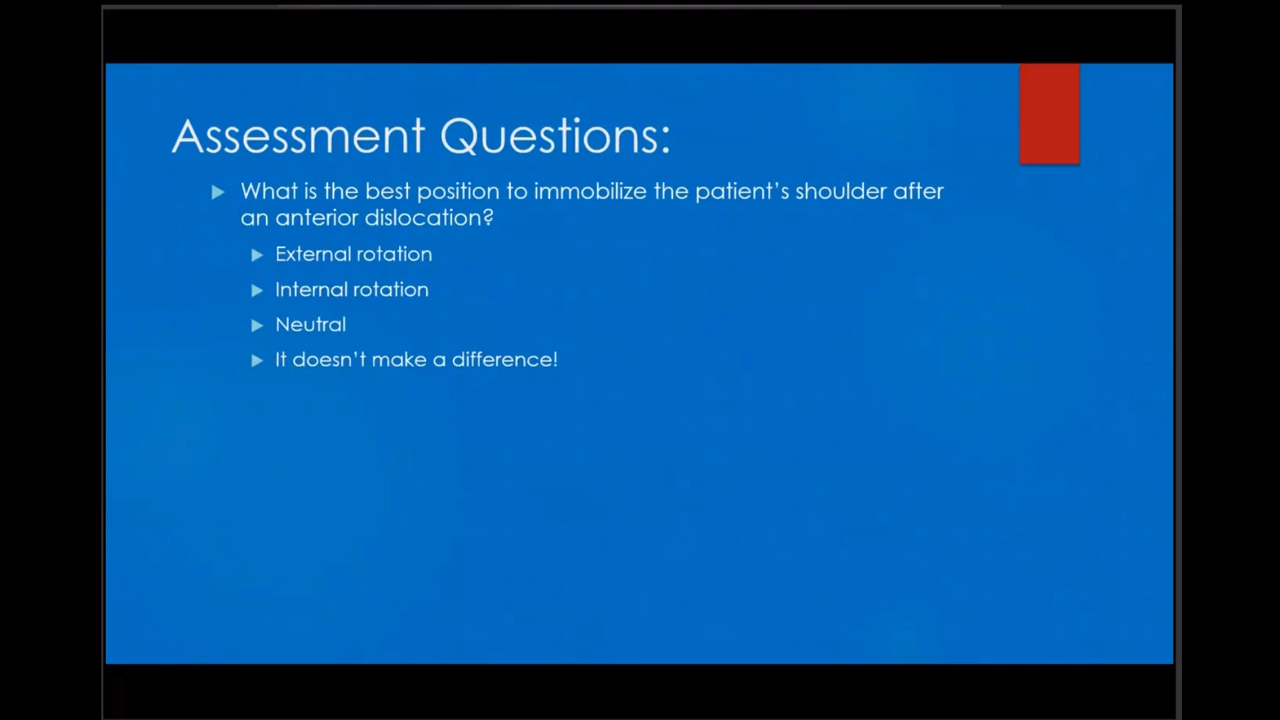 Assessment Questions:
What is the best position to immobilize the patient's shoulder after
an anterior dislocation?
External rotation
Internal rotation
Neutral
It doesn't make a difference!